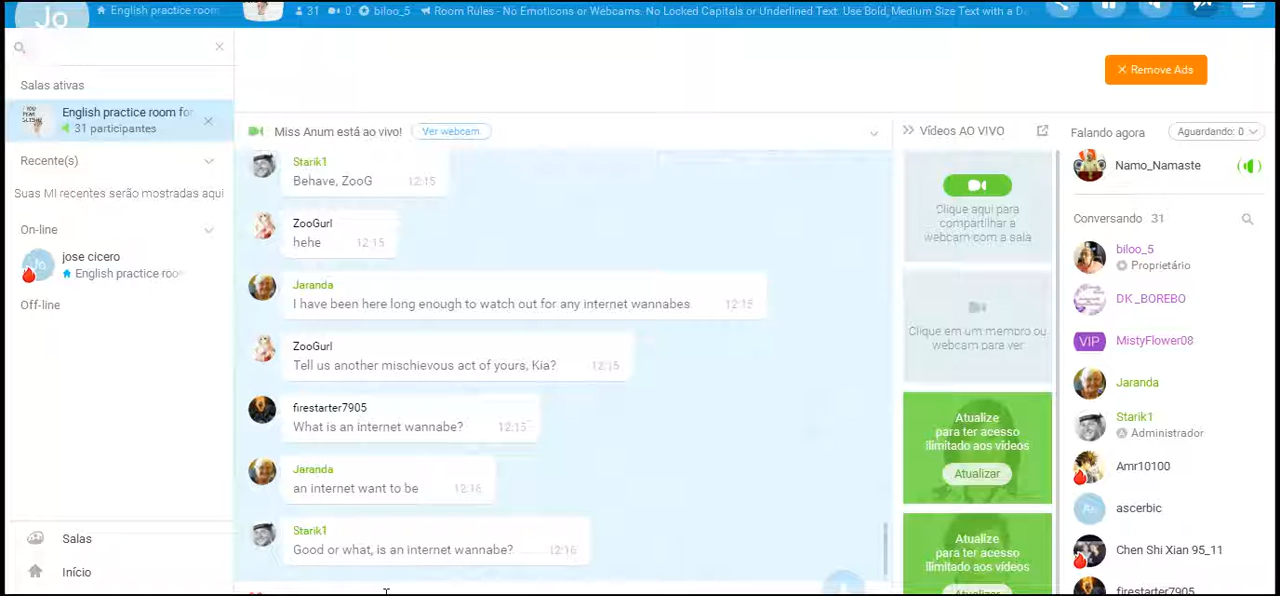 Jo
English practice room
31
0
biloo_5
Room Rules - No Emoticons or Webcams. No Locked Capitals or Underlined Text. Use Bold, Medium Size Text with a D
Remove Ads
Salas ativas
English practice room for
31 participantes
Recente(s)
Suas MI recentes serão mostradas aqui
On-line
jose cicero
English practice roo
Off-line
Salas
Início
Miss Anum está ao vivo!
Ver webcam
Starik1
Behave, ZooG
12:15
ZooGurl
hehe
12:15
Jaranda
I have been here long enough to watch out for any internet wannabes
12:15
ZooGurl
Tell us another mischievous act of yours, Kia?
12:15
firestarter7905
What is an internet wannabe?
12:15
Jaranda
an internet want to be
12:16
Starik1
Good or what, is an internet wannabe?
12:16
Vídeos AO VIVO
Clique aqui para
compartilhar a
webcam com a sala
Clique em um membro ou
webcam para ver
Atualize
para ter acesso
ilimitado aos vídeos
Atualizar
Atualize
para ter acesso
ilimitado aos vídeos
Atualizar
Falando agora
Aguardando: 0
Namo_Namaste
Conversando 31
biloo_5
Proprietário
DK_BOREBO
VIP
MistyFlower08
Jaranda
Starik1
Administrador
Amr10100
ascerbic
Chen Shi Xian 95_11
firestarter7905